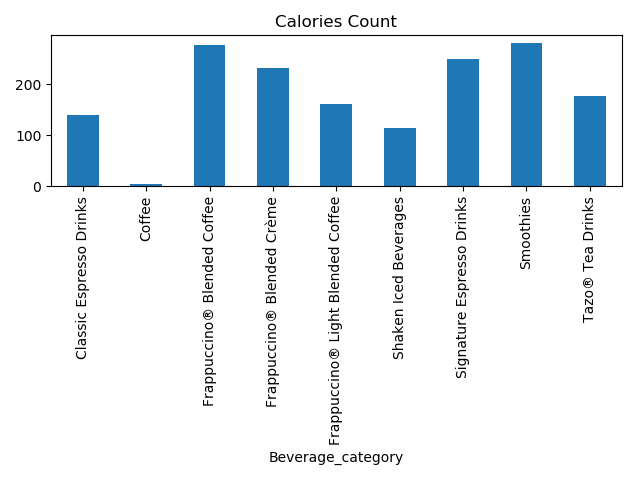 Calories Count
200
100
0
Classic Espresso Drinks
Coffee
Frappuccino® Blended Coffee
Frappuccino® Blended Crème
Frappuccino® Light Blended Coffee
Shaken Iced Beverages
Signature Espresso Drinks
Smoothies
Tazo® Tea Drinks
Beverage_category